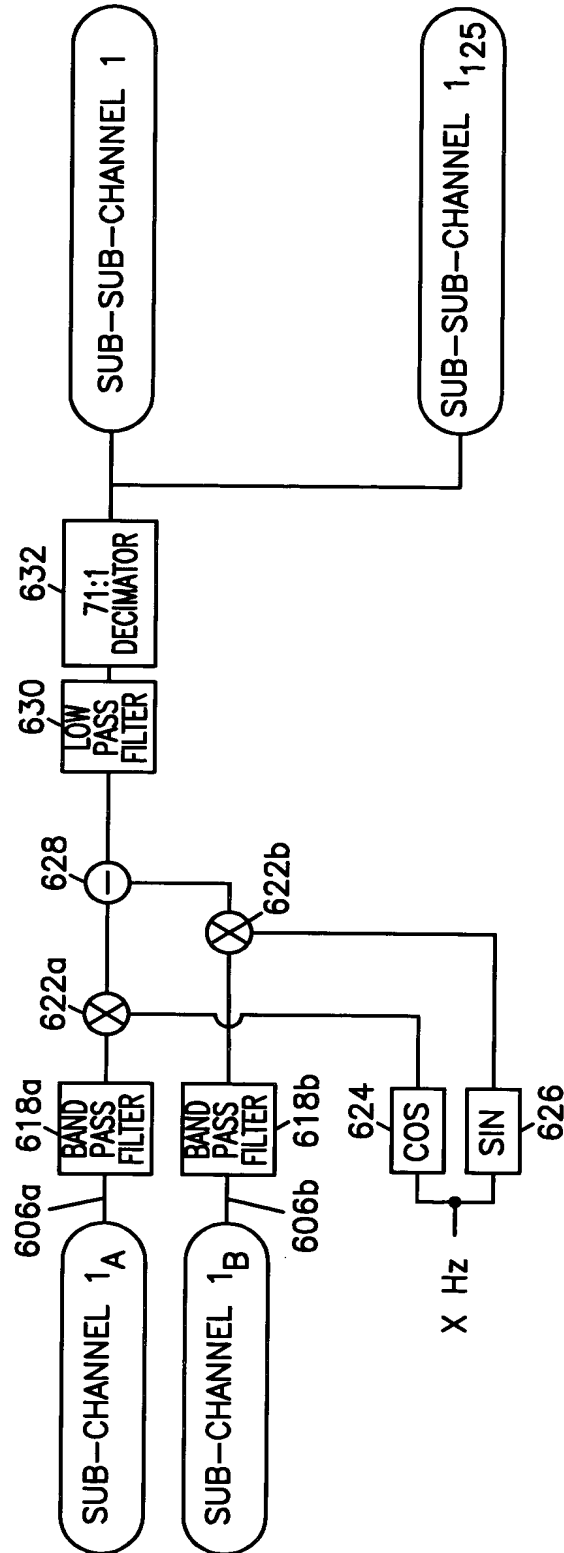 SUB-CHANNEL 1A
606a
618a
BAND
PASS
FILTER
622a
628
630
LOW
PASS
FILTER
632
71:1
DECIMATOR
SUB-SUB-CHANNEL 1
SUB-CHANNEL 1B
606b
BAND
PASS
FILTER
618b
622b
SUB-SUB-CHANNEL 1125
X Hz
624
COS
SIN
626